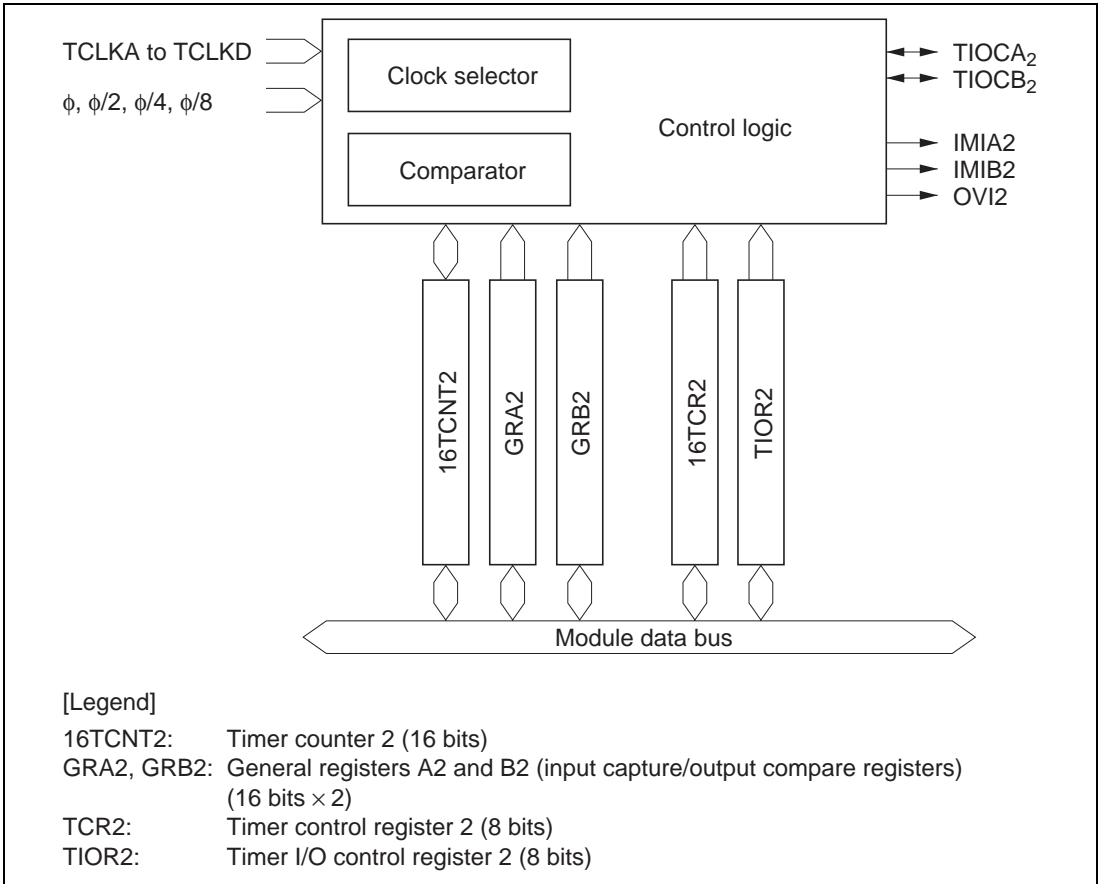 TCLKA to TCLKD
ϕ, ϕ/2, ϕ/4, ϕ/8
Clock selector
Comparator
Control logic
TIOCA2
TIOCB2
IMIA2
IMIB2
OVI2
16TCNT2
GRA2
GRB2
16TCR2
TIOR2
Module data bus
[Legend]
16TCNT2: Timer counter 2 (16 bits)
GRA2, GRB2: General registers A2 and B2 (input capture/output compare registers)
(16 bits × 2)
TCR2: Timer control register 2 (8 bits)
TIOR2: Timer I/O control register 2 (8 bits)